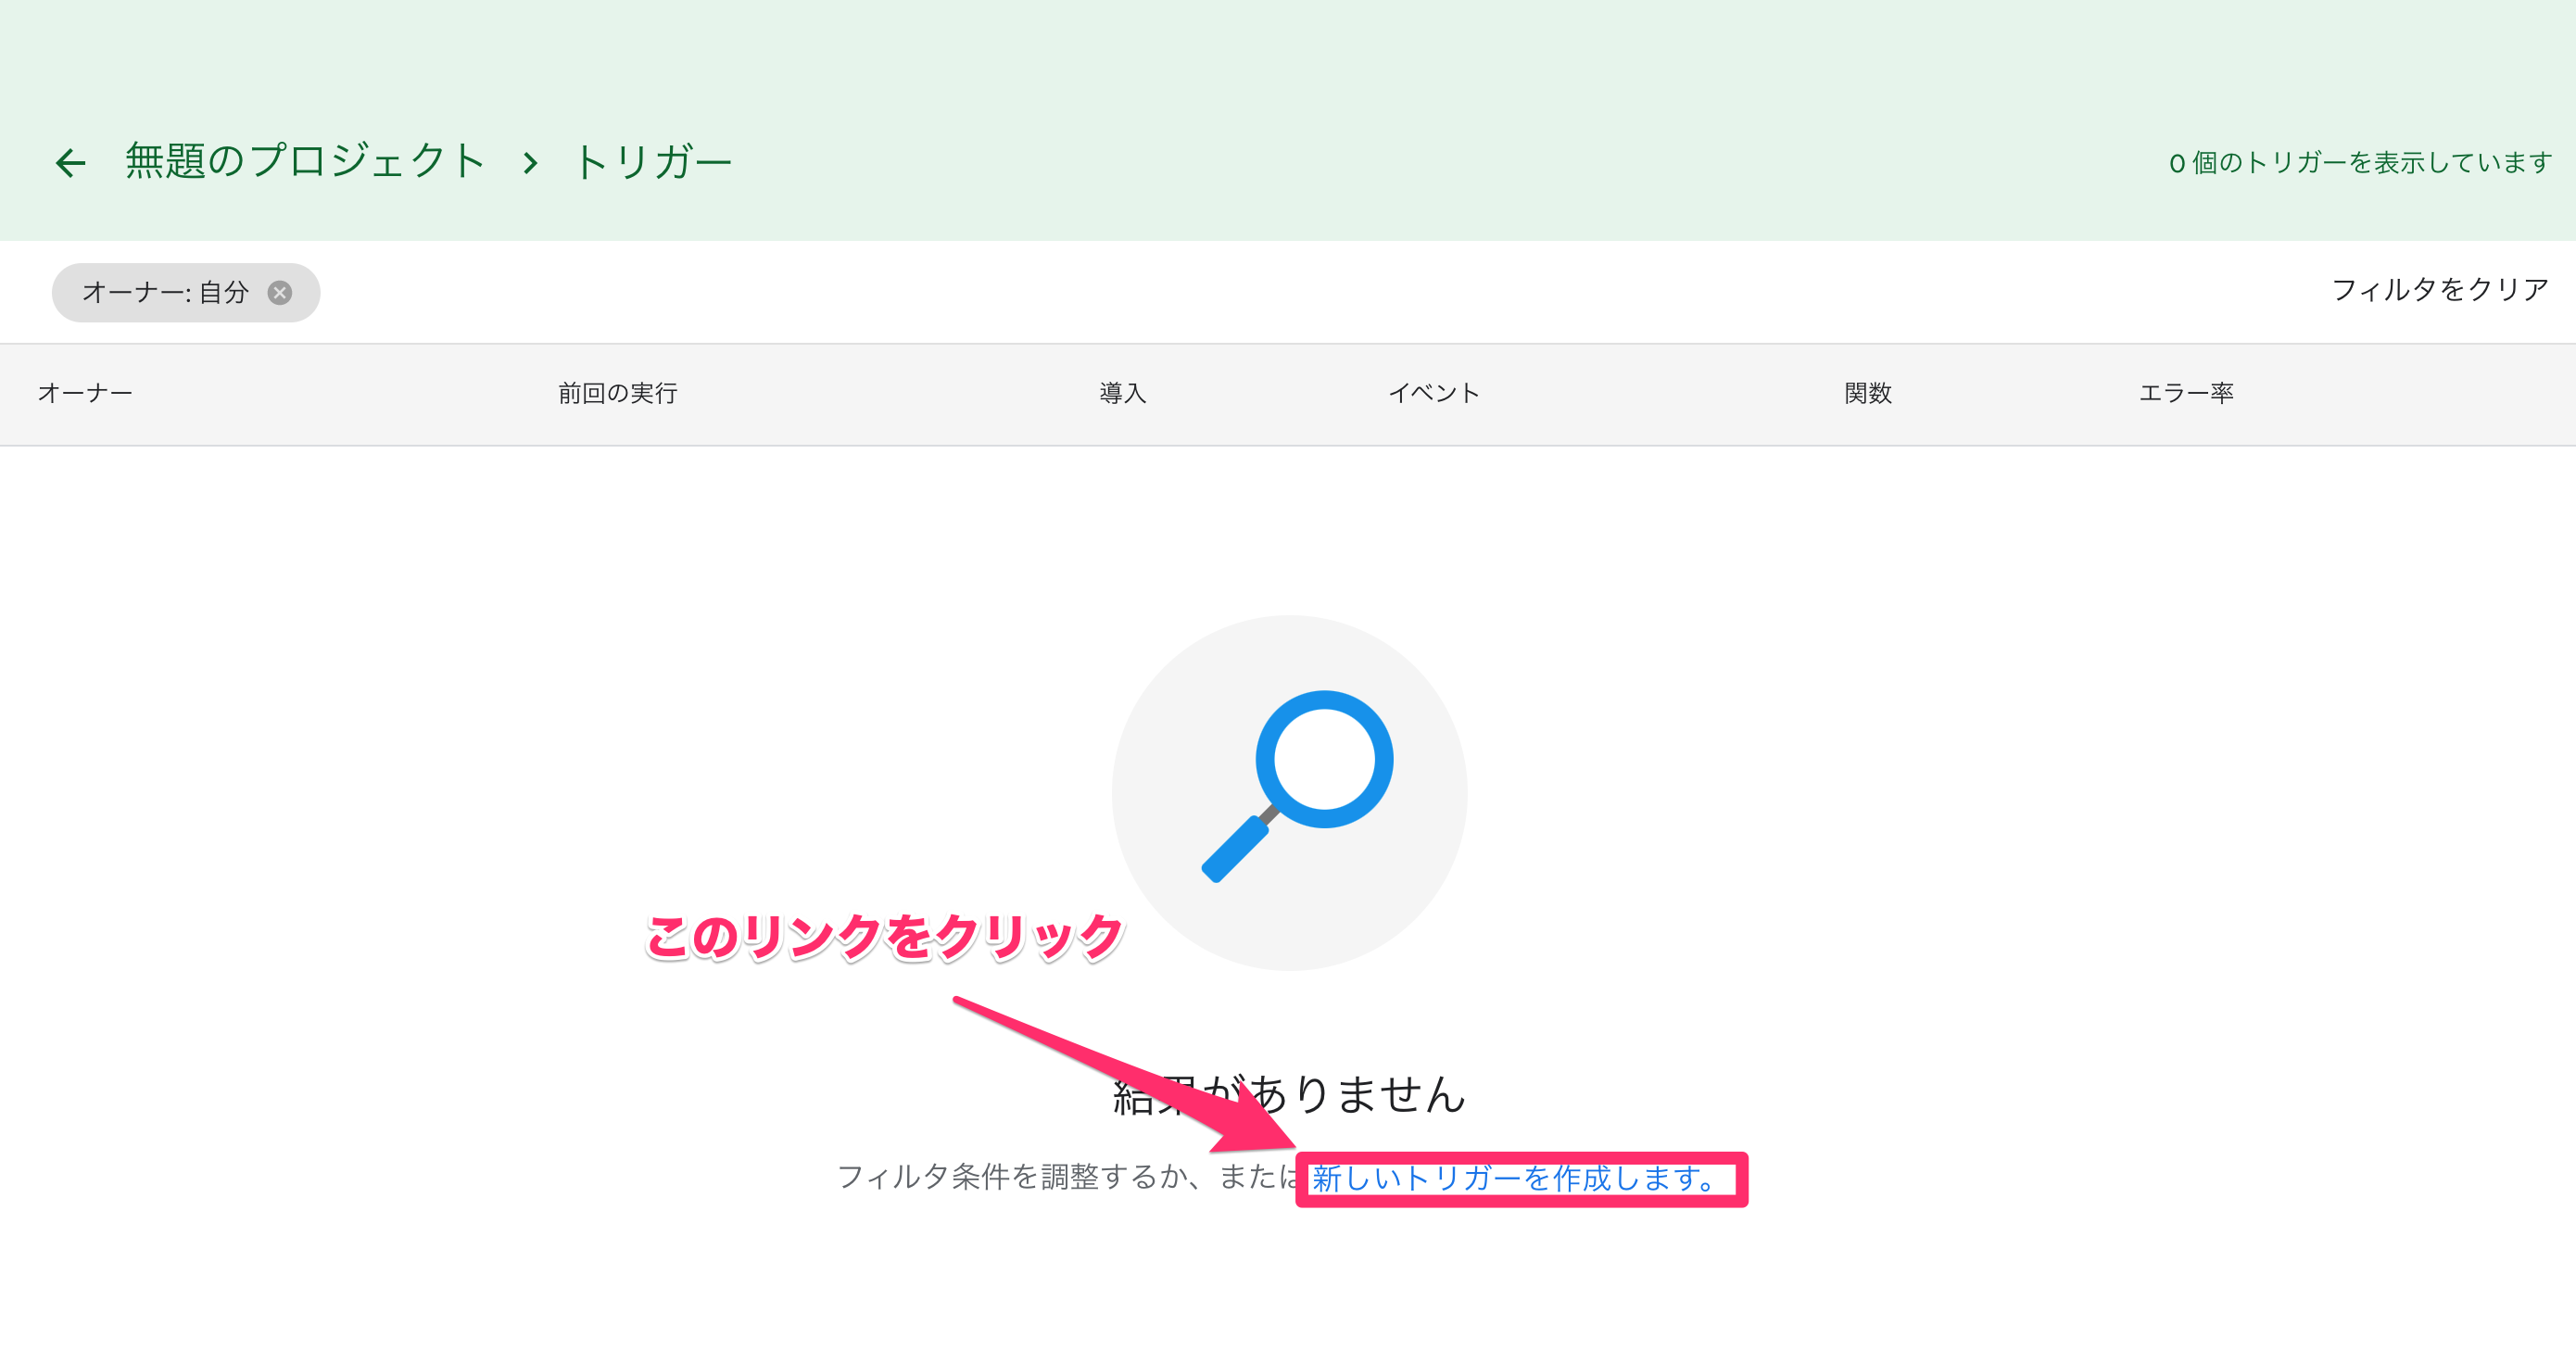 無題のプロジェクト > トリガー
0 個のトリガーを表示しています
オーナー: 自分
フィルタをクリア
オーナー 前回の実行 導入 イベント 関数 エラー率
このリンクをクリック
結果がありません
フィルタ条件を調整するか、または 新しいトリガーを作成します。